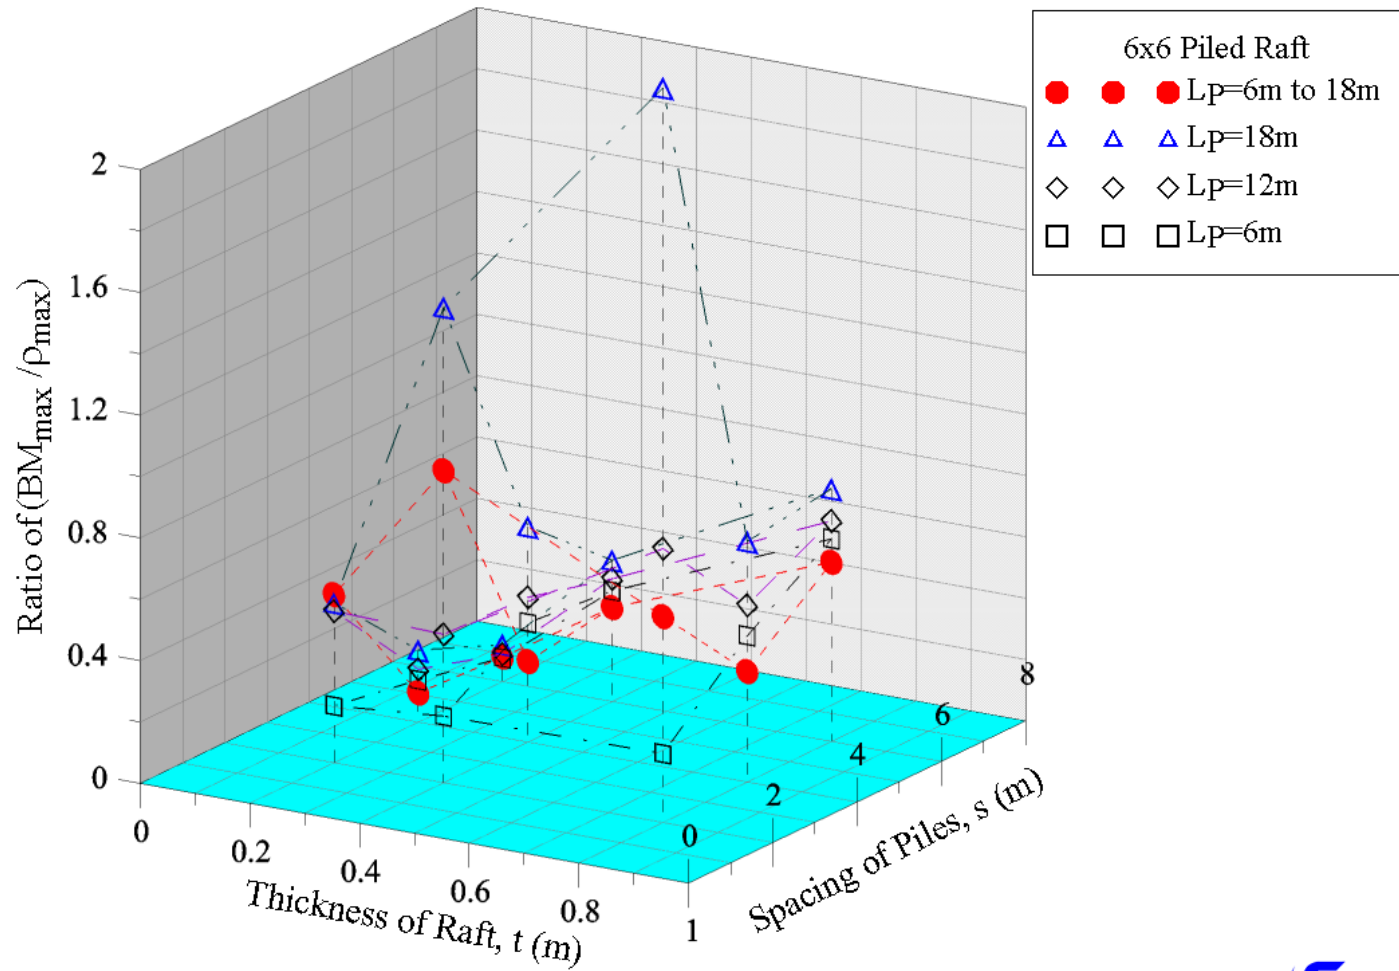 6x6 Piled Raft
Lp=6m to 18m
Lp=18m
Lp=12m
Lp=6m
Ratio of (BMmax /ρmax)
2
1.6
1.2
0.8
0.4
0
0
0.2
0.4
0.6
0.8
1
Thickness of Raft, t (m)
0
2
4
6
8
Spacing of Piles, s (m)